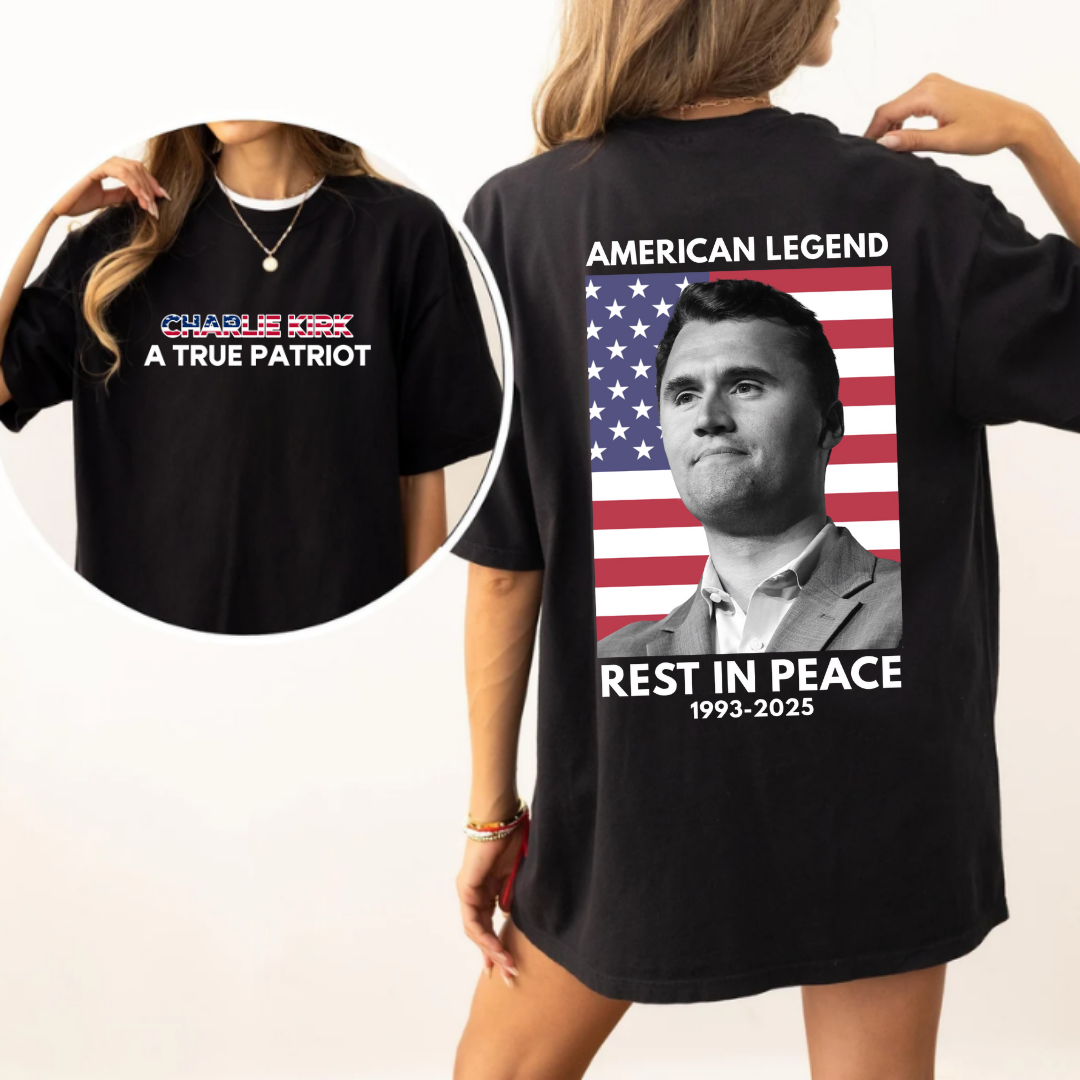 CHARLIE KIRK
A TRUE PATRIOT
AMERICAN LEGEND
REST IN PEACE
1993-2025